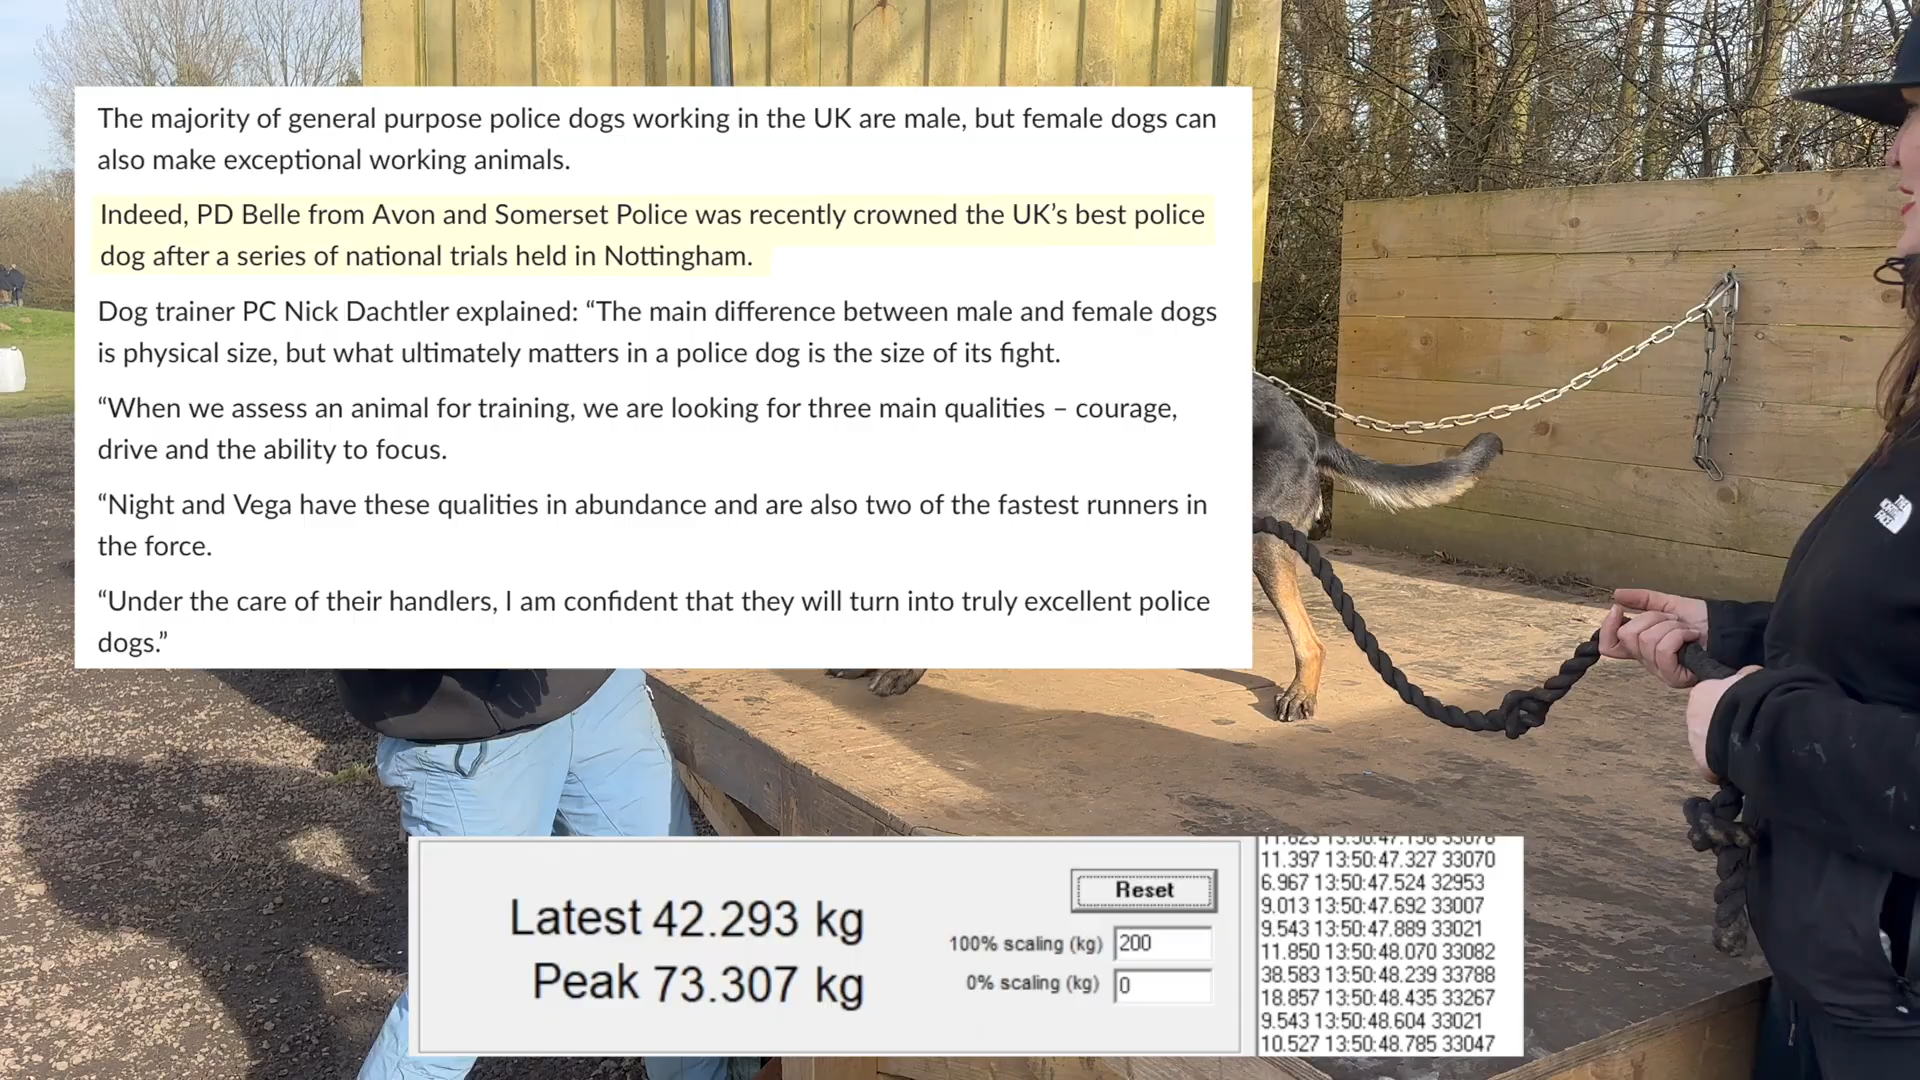 The majority of general purpose police dogs working in the UK are male, but female dogs can
also make exceptional working animals.
Indeed, PD Belle from Avon and Somerset Police was recently crowned the UK’s best police
dog after a series of national trials held in Nottingham.
Dog trainer PC Nick Dachtler explained: “The main difference between male and female dogs
is physical size, but what ultimately matters in a police dog is the size of its fight.
“When we assess an animal for training, we are looking for three main qualities – courage,
drive and the ability to focus.
“Night and Vega have these qualities in abundance and are also two of the fastest runners in
the force.
“Under the care of their handlers, I am confident that they will turn into truly excellent police
dogs.”
THE NORTH FACE
Latest 42.293 kg
Peak 73.307 kg
Reset
100% scaling (kg) 200
0% scaling (kg) 0
11.397 13:50:47.327 33070
6.967 13:50:47.524 32953
9.013 13:50:47.692 33007
9.543 13:50:47.889 33021
11.850 13:50:48.070 33082
38.583 13:50:48.239 33788
18.857 13:50:48.435 33267
9.543 13:50:48.604 33021
10.527 13:50:48.785 33047